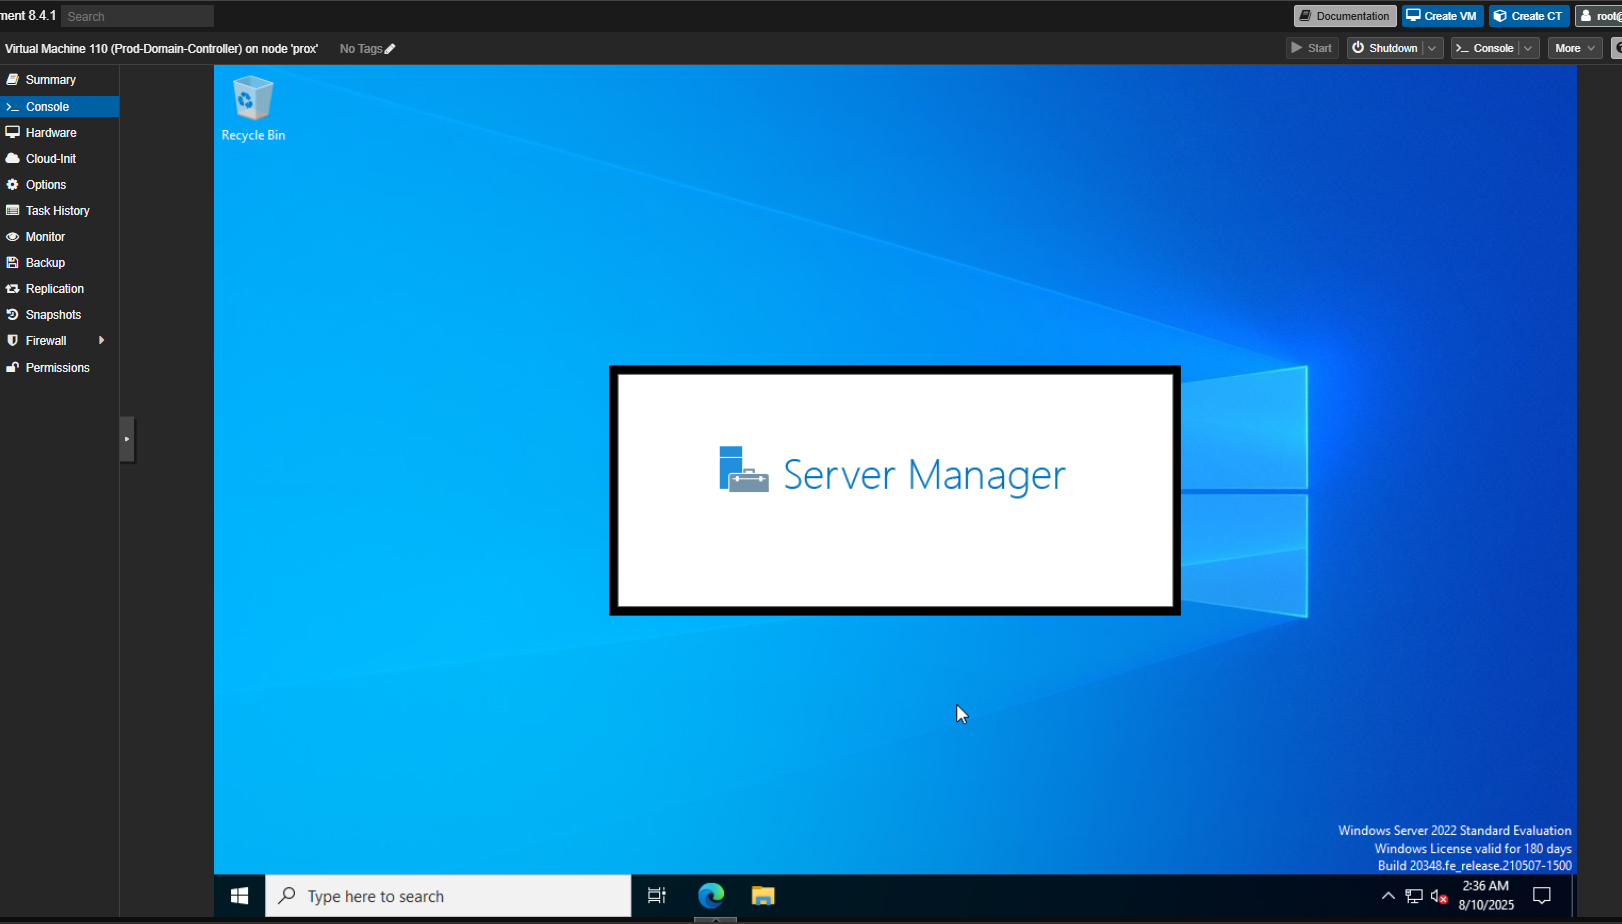 ment 8.4.1 Search Documentation Create VM Create CT root@
Virtual Machine 110 (Prod-Domain-Controller) on node 'prox' No Tags Start Shutdown Console More
Summary
Console
Hardware
Cloud-Init
Options
Task History
Monitor
Backup
Replication
Snapshots
Firewall
Permissions
Recycle Bin
Server Manager
Windows Server 2022 Standard Evaluation
Windows License valid for 180 days
Build 20348.fe_release.210507-1500
Type here to search
2:36 AM
8/10/2025